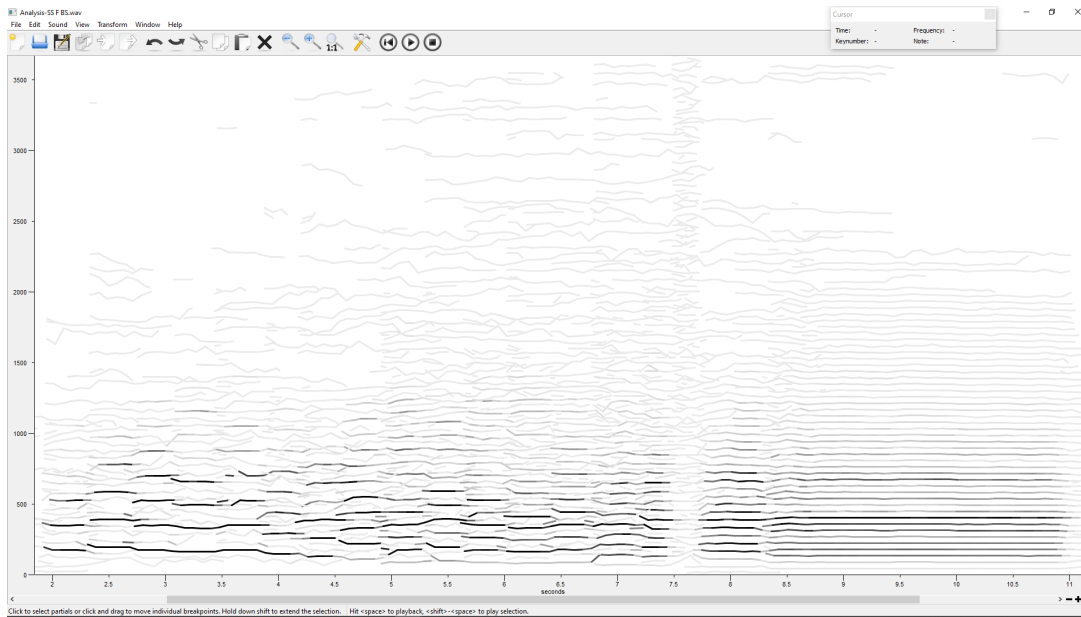 Analysis-SS F BS.wav
File Edit Sound View Transform Window Help
Cursor
Time: - Frequency: -
Keynumber: - Note: -
1:1
3500
3000
2500
2000
1500
1000
500
0
2 2.5 3 3.5 4 4.5 5 5.5 6 6.5 7 7.5 8 8.5 9 9.5 10 10.5 11
seconds
Click to select partials or click and drag to move individual breakpoints. Hold down shift to extend the selection. Hit <space> to playback, <shift>-<space> to play selection.